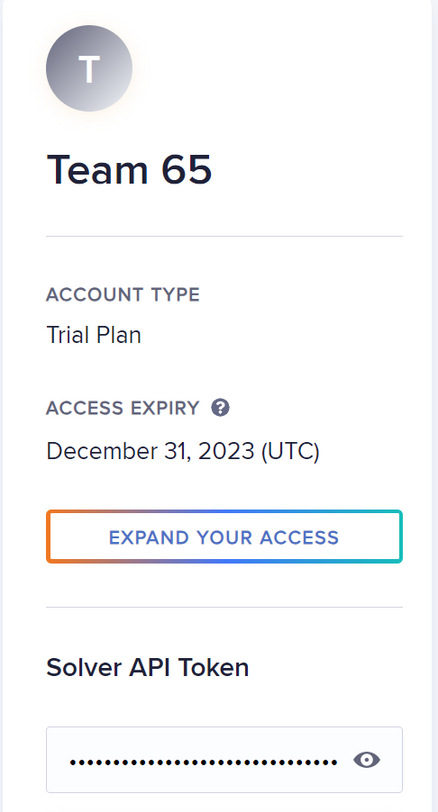 T
Team 65
ACCOUNT TYPE
Trial Plan
ACCESS EXPIRY ?
December 31, 2023 (UTC)
EXPAND YOUR ACCESS
Solver API Token
•••••••••••••••••••••••••••••••